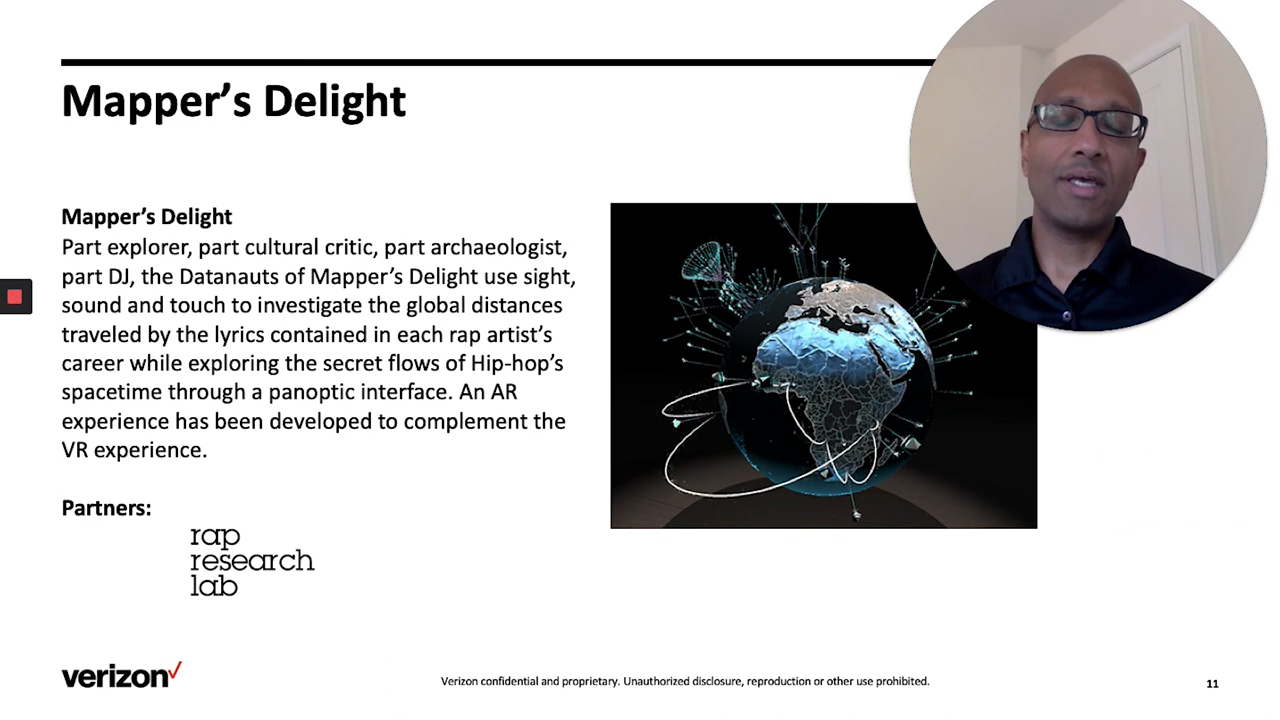 Mapper’s Delight
Mapper’s Delight
Part explorer, part cultural critic, part archaeologist,
part DJ, the Datanauts of Mapper’s Delight use sight,
sound and touch to investigate the global distances
traveled by the lyrics contained in each rap artist’s
career while exploring the secret flows of Hip-hop’s
spacetime through a panoptic interface. An AR
experience has been developed to complement the
VR experience.
Partners:
rap
research
lab
verizon
Verizon confidential and proprietary. Unauthorized disclosure, reproduction or other use prohibited.
11